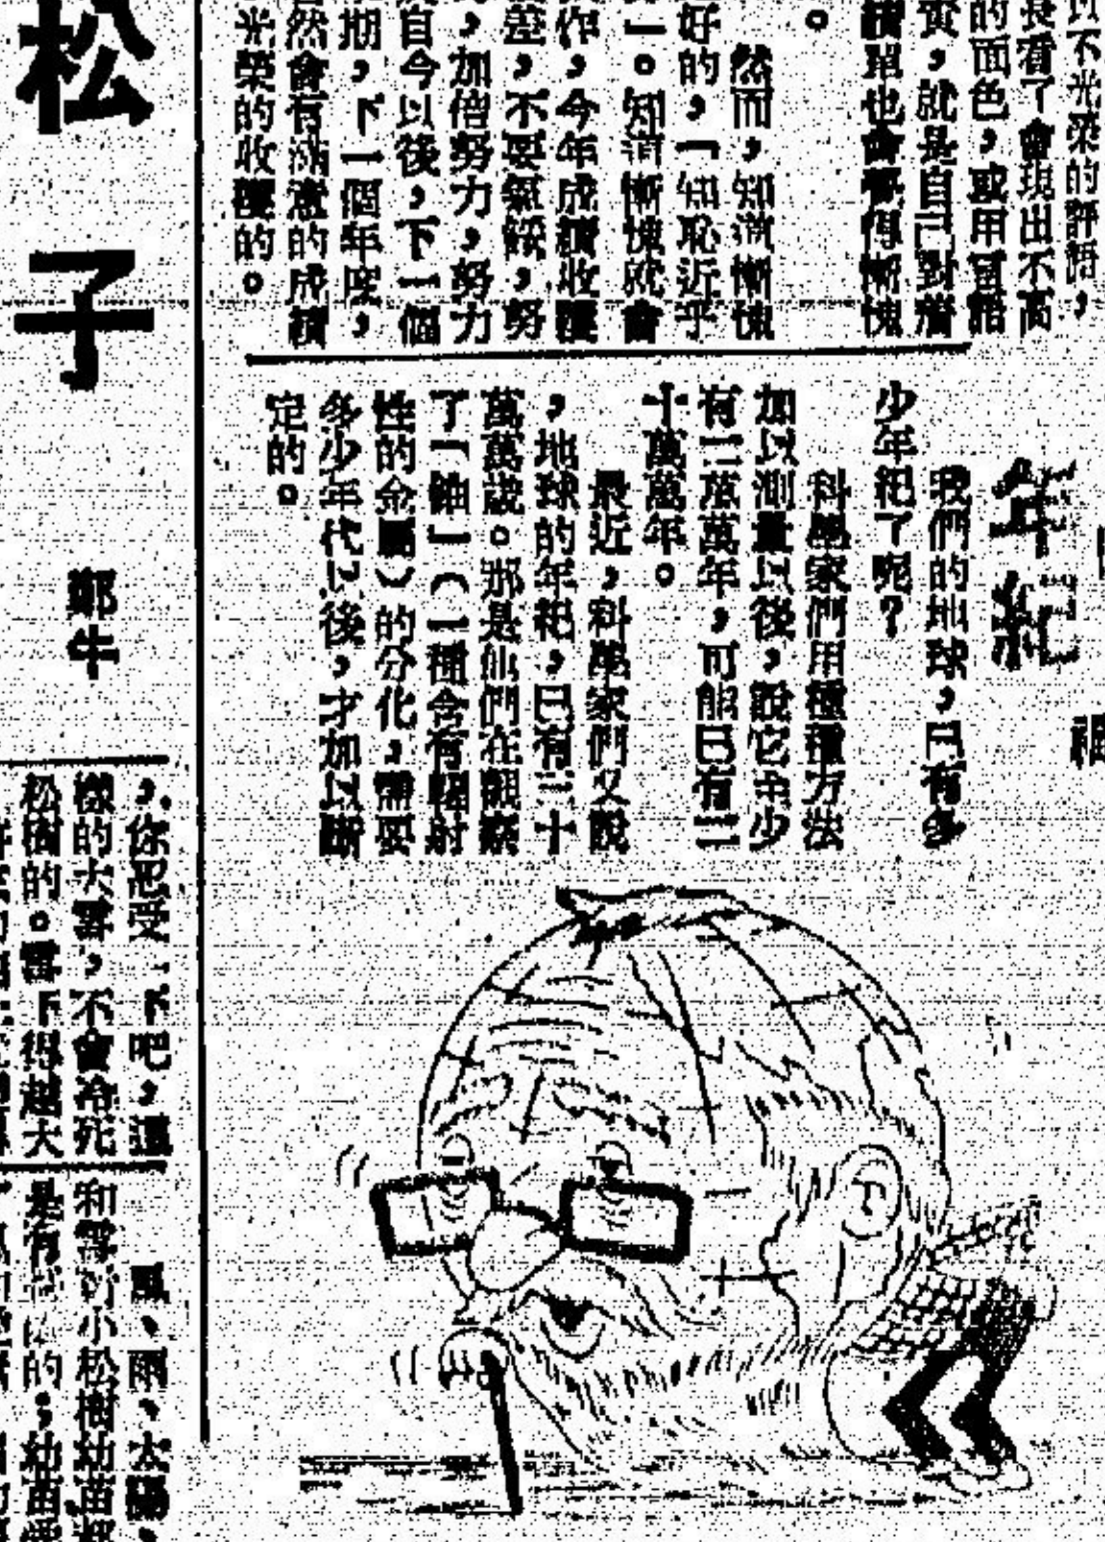 以不光榮的評語，
長看了會現出不高
的面色，或用語
責，就是自己對着
績單也會覺得慚愧
。
然而，知道慚愧
好的，「知恥近乎
一。知道慚愧就會
作，今年成績收穫
差，不要氣餒，努
，加倍努力，努力
自今以後，下一個
期，下一個年度，
然會有滿意的成績
光榮的收穫的。
年紀
我們的地球，已有多
少年紀了呢？
科學家們用種種方法
加以測量以後，說它至少
有二萬萬年，可能已有二
十萬萬年。
最近，科學家們又說
，地球的年紀，已有三十
萬萬歲。那是他們在觀察
了「鈾」（一種含有輻射
性的金屬）的分化，需要
多少年代以後，才加以斷
定的。
松子
鄭牛
，你忍受一下吧，這
樣的大雪，不會冷死
松樹的。雪下得越大
風、雨、太陽、
和雪對小松樹幼苗都
是有的，幼苗